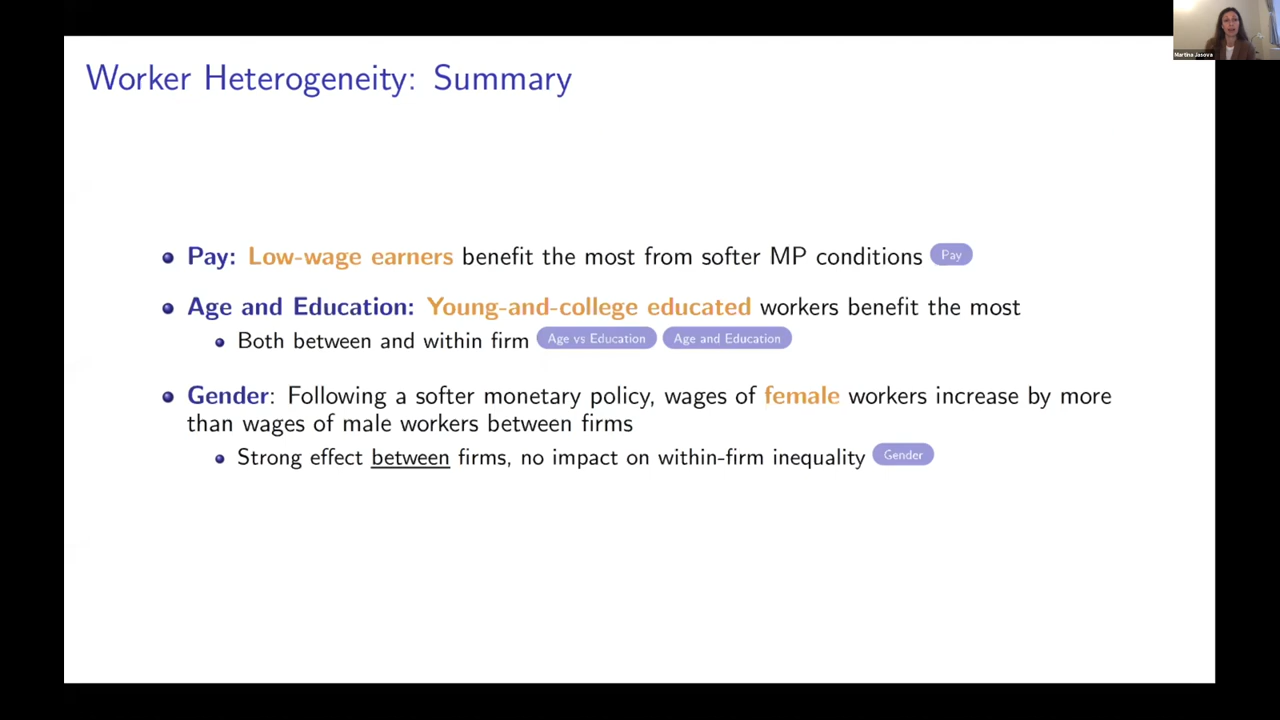 Martina Jasova
Worker Heterogeneity: Summary
Pay: Low-wage earners benefit the most from softer MP conditions Pay
Age and Education: Young-and-college educated workers benefit the most
Both between and within firm Age vs Education Age and Education
Gender: Following a softer monetary policy, wages of female workers increase by more
than wages of male workers between firms
Strong effect between firms, no impact on within-firm inequality Gender